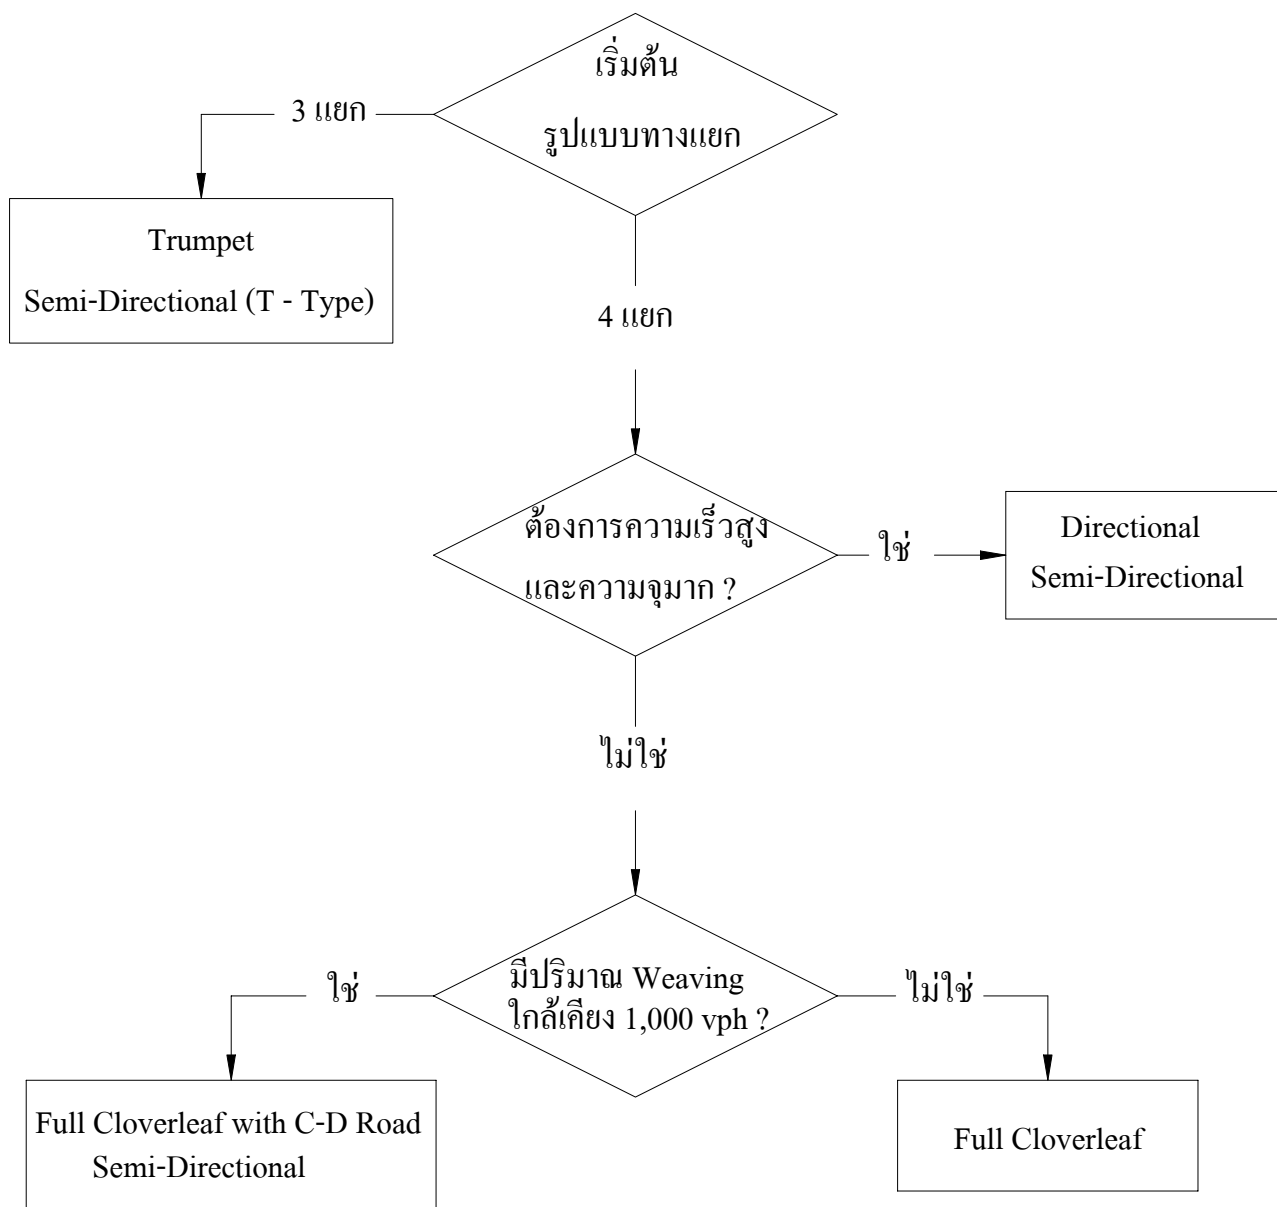 เริ่มต้น
รูปแบบทางแยก
3 แยก
Trumpet
Semi-Directional (T - Type)
4 แยก
ต้องการความเร็วสูง
และความจุมาก ?
ใช่
Directional
Semi-Directional
ไม่ใช่
มีปริมาณ Weaving
ใกล้เคียง 1,000 vph ?
ใช่
ไม่ใช่
Full Cloverleaf with C-D Road
Semi-Directional
Full Cloverleaf